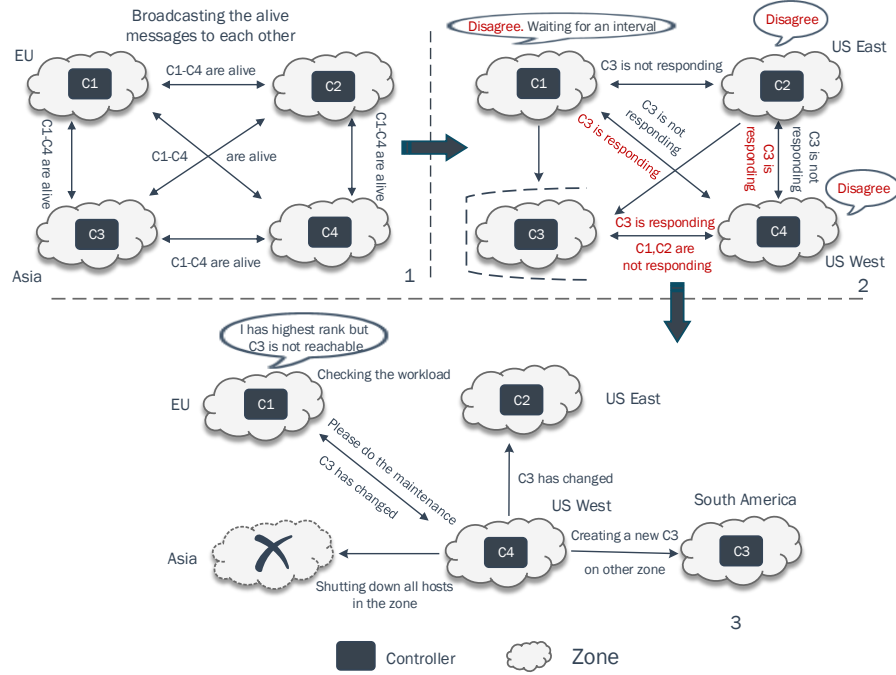 Broadcasting the alive
messages to each other
EU
C1
C1-C4 are alive
C2
C1-C4 are alive
C1-C4
are alive
C1-C4 are alive
C3
C4
C1-C4 are alive
Asia
1
Disagree. Waiting for an interval
Disagree
US East
C1
C3 is not responding
C2
C3 is not
responding
C3 is responding
C3 is
responding
C3 is not
responding
Disagree
C3
C3 is responding
C4
C1,C2 are
not responding
US West
2
I has highest rank but
C3 is not reachable
Checking the workload
EU
C1
C2
US East
Please do the maintenance
C3 has changed
C3 has changed
US West
South America
Asia
C4
Creating a new C3
on other zone
C3
Shutting down all hosts
in the zone
3
Controller
Zone